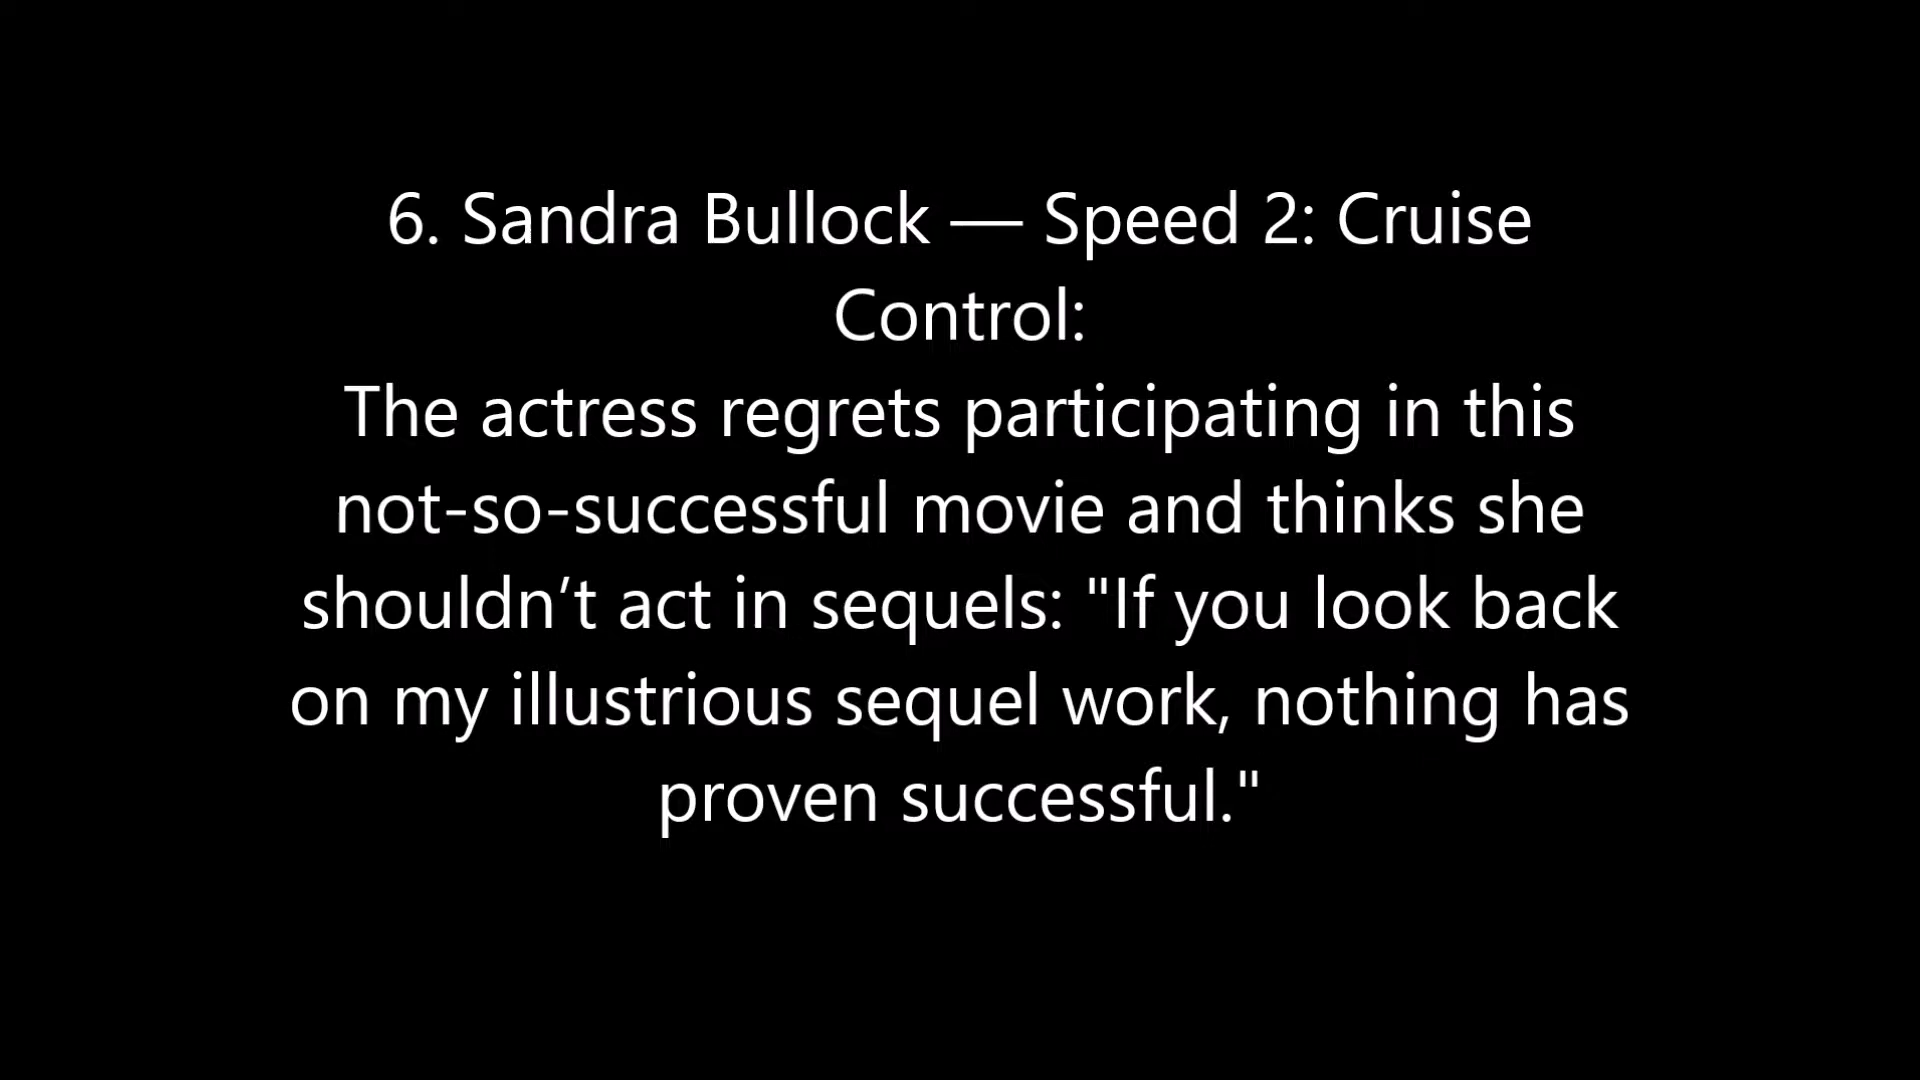 6. Sandra Bullock — Speed 2: Cruise
Control:
The actress regrets participating in this
not-so-successful movie and thinks she
shouldn’t act in sequels: "If you look back
on my illustrious sequel work, nothing has
proven successful."